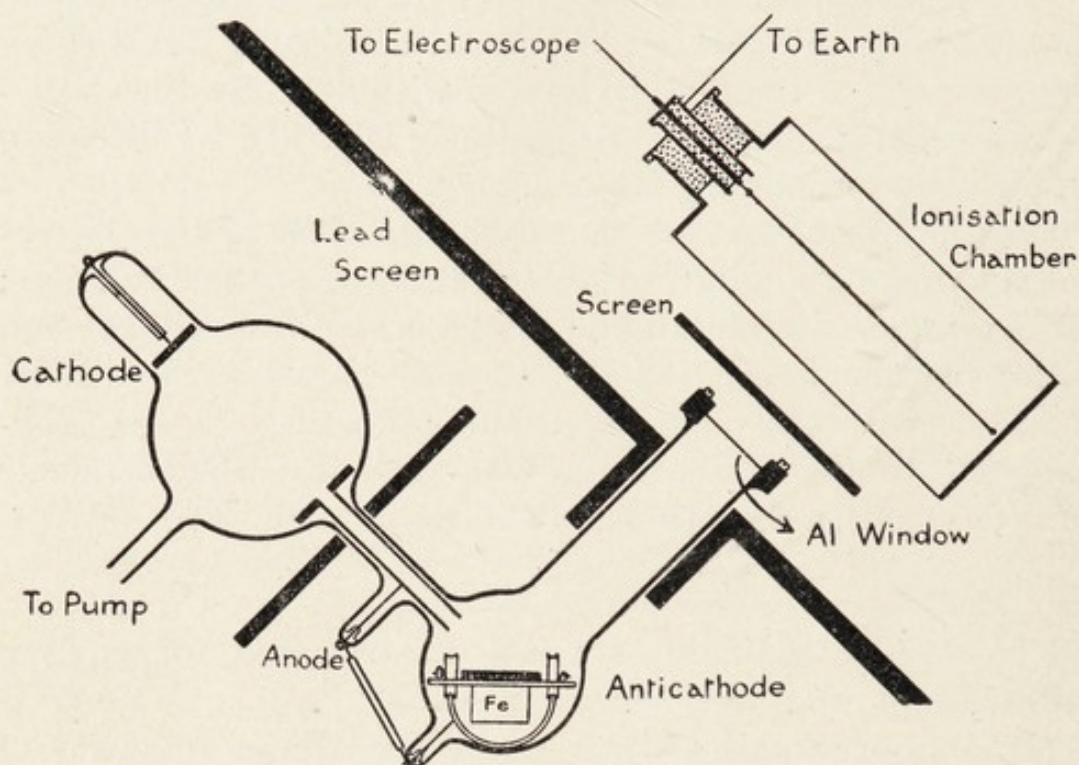 To Electroscope
To Earth
Lead
Screen
Ionisation
Chamber
Screen
Cathode
Al Window
To Pump
Anode
Anticathode
Fe